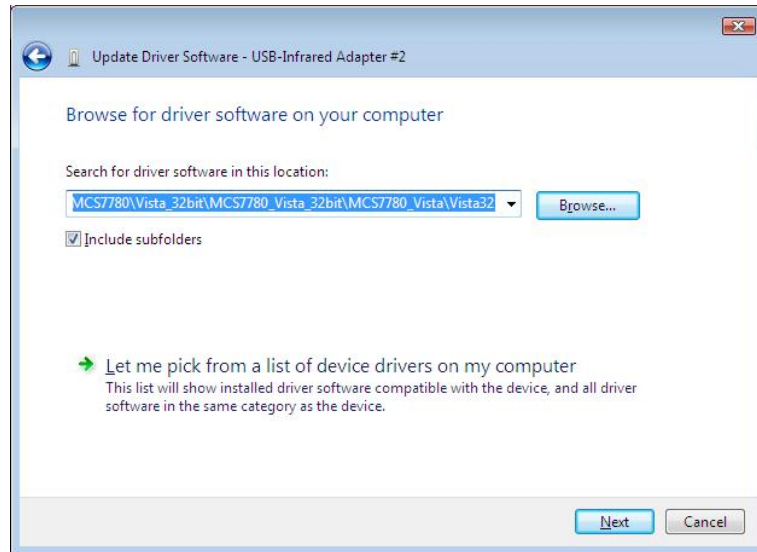 Update Driver Software - USB-Infrared Adapter #2
Browse for driver software on your computer
Search for driver software in this location:
MCS7780\Vista_32bit\MCS7780_Vista_32bit\MCS7780_Vista\Vista32
Browse...
Include subfolders
Let me pick from a list of device drivers on my computer
This list will show installed driver software compatible with the device, and all driver
software in the same category as the device.
Next
Cancel